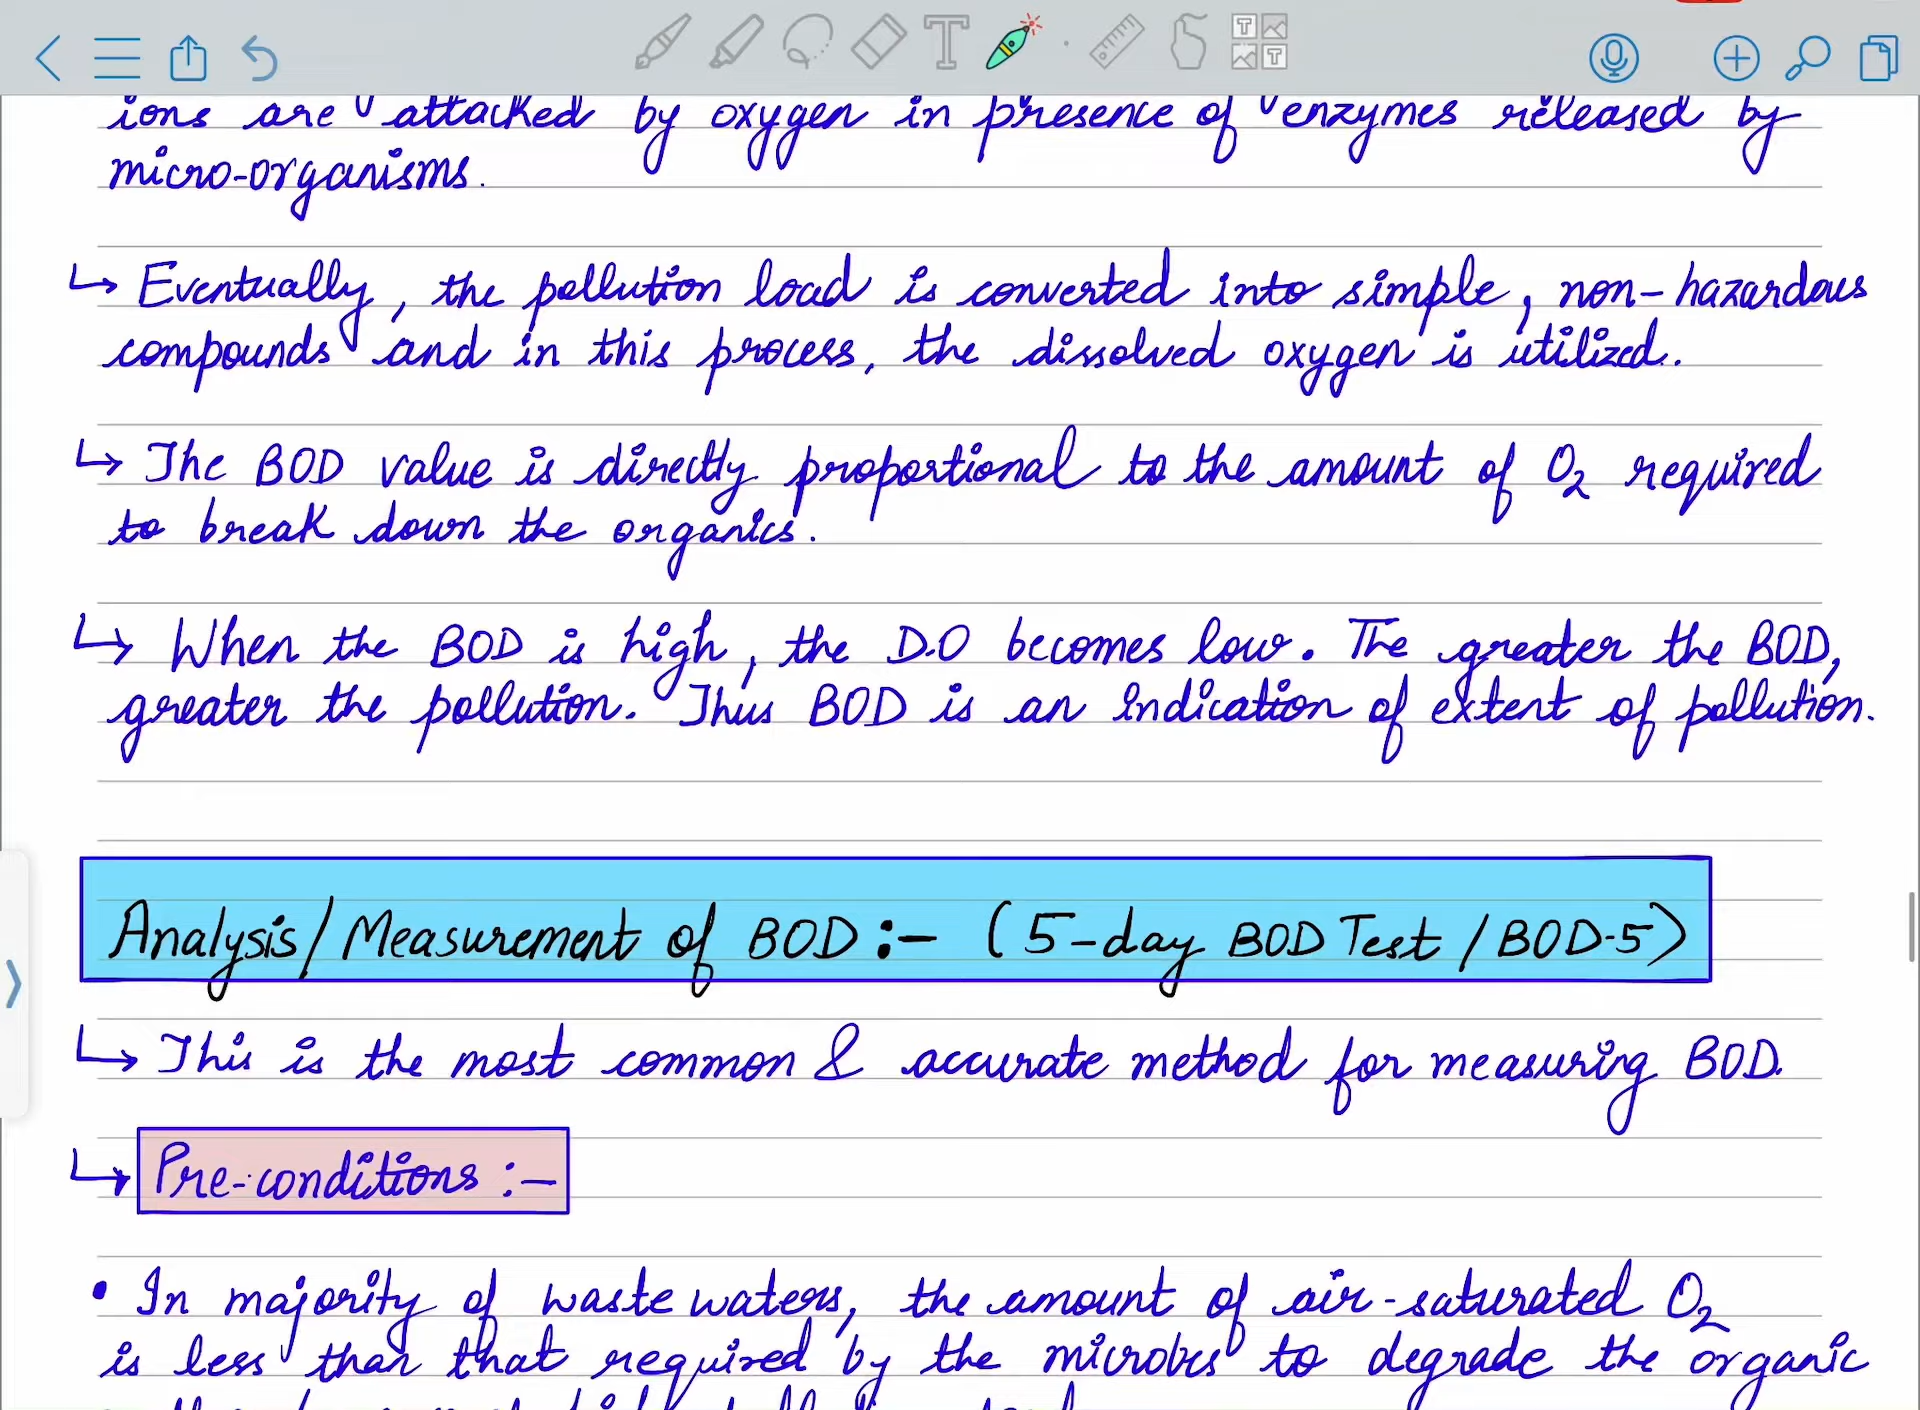 ions are attacked by oxygen in presence of enzymes released by
micro-organisms.
↳ Eventually, the pollution load is converted into simple, non-hazardous
compounds and in this process, the dissolved oxygen is utilized.
↳ The BOD value is directly proportional to the amount of O₂ required
to break down the organics.
↳ When the BOD is high, the D.O becomes low. The greater the BOD,
greater the pollution. Thus BOD is an indication of extent of pollution.
Analysis/Measurement of BOD:- (5-day BOD Test / BOD-5)
↳ This is the most common & accurate method for measuring BOD.
↳ Pre-conditions :-
• In majority of waste waters, the amount of air-saturated O₂
is less than that required by the microbes to degrade the organic